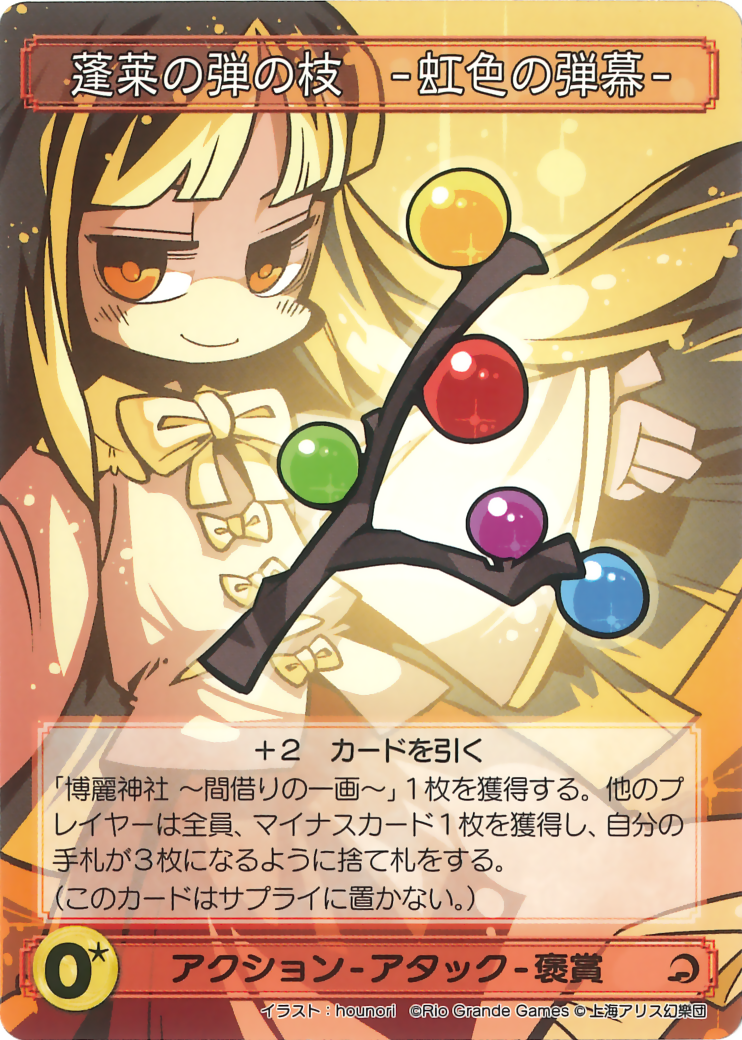 蓬莱の弾の枝　-虹色の弾幕-
＋２　カードを引く
「博麗神社 ～間借りの一画～」１枚を獲得する。他のプ
レイヤーは全員、マイナスカード１枚を獲得し、自分の
手札が３枚になるように捨て札をする。
（このカードはサプライに置かない。）
0* アクション-アタック-褒賞
イラスト：hounori ©Rio Grande Games © 上海アリス幻樂団